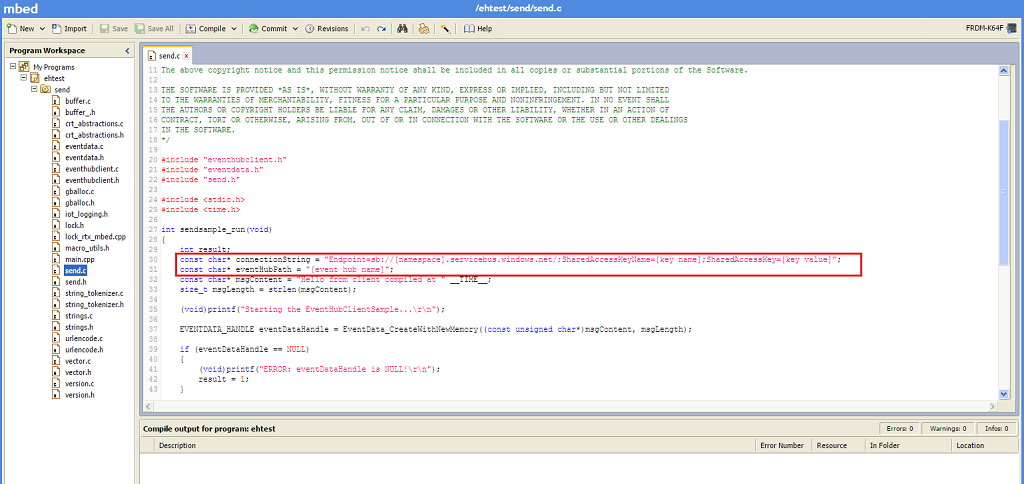 mbed
/ehtest/send/send.c
New Import Save Save All Compile Commit Revisions Help FRDM-K64F
Program Workspace
My Programs
ehtest
send
buffer.c
buffer_.h
crt_abstractions.c
crt_abstractions.h
eventdata.c
eventdata.h
eventhubclient.c
eventhubclient.h
gballoc.c
gballoc.h
iot_logging.h
lock.h
lock_rtx_mbed.cpp
macro_utils.h
main.cpp
send.c
send.h
string_tokenizer.c
string_tokenizer.h
strings.c
strings.h
urlencode.c
urlencode.h
vector.c
vector.h
version.c
version.h
send.c x
11 The above copyright notice and this permission notice shall be included in all copies or substantial portions of the Software.
12
13 THE SOFTWARE IS PROVIDED *AS IS*, WITHOUT WARRANTY OF ANY KIND, EXPRESS OR IMPLIED, INCLUDING BUT NOT LIMITED
14 TO THE WARRANTIES OF MERCHANTABILITY, FITNESS FOR A PARTICULAR PURPOSE AND NONINFRINGEMENT. IN NO EVENT SHALL
15 THE AUTHORS OR COPYRIGHT HOLDERS BE LIABLE FOR ANY CLAIM, DAMAGES OR OTHER LIABILITY, WHETHER IN AN ACTION OF
16 CONTRACT, TORT OR OTHERWISE, ARISING FROM, OUT OF OR IN CONNECTION WITH THE SOFTWARE OR THE USE OR OTHER DEALINGS
17 IN THE SOFTWARE.
18 */
19
20 #include "eventhubclient.h"
21 #include "eventdata.h"
22 #include "send.h"
23
24 #include <stdio.h>
25 #include <time.h>
26
27 int sendsample_run(void)
28 {
29 int result;
30 const char* connectionString = "Endpoint=sb://[namespace].servicebus.windows.net/;SharedAccessKeyName=[key name];SharedAccessKey=[key value]";
31 const char* eventHubPath = "[event hub name]";
32 const char* msgContent = "Hello from client compiled at " __TIME__;
33 size_t msgLength = strlen(msgContent);
34
35 (void)printf("Starting the EventHubClientSample...\r\n");
36
37 EVENTDATA_HANDLE eventDataHandle = EventData_CreateWithNewMemory((const unsigned char*)msgContent, msgLength);
38
39 if (eventDataHandle == NULL)
40 {
41 (void)printf("ERROR: eventDataHandle is NULL!\r\n");
42 result = 1;
43 }
Compile output for program: ehtest
Errors: 0 Warnings: 0 Infos: 0
Description Error Number Resource In Folder Location